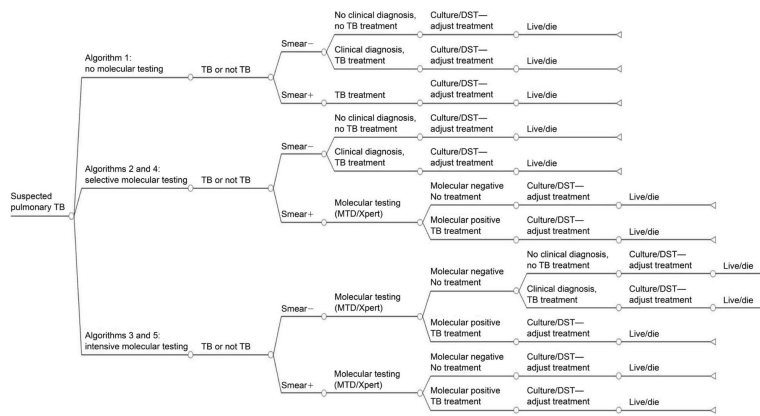 Suspected
pulmonary TB
Algorithm 1:
no molecular testing
TB or not TB
Smear−
No clinical diagnosis,
no TB treatment
Culture/DST—
adjust treatment
Live/die
Clinical diagnosis,
TB treatment
Culture/DST—
adjust treatment
Live/die
Smear+
TB treatment
Culture/DST—
adjust treatment
Live/die
Algorithms 2 and 4:
selective molecular testing
TB or not TB
Smear−
No clinical diagnosis,
no TB treatment
Culture/DST—
adjust treatment
Live/die
Clinical diagnosis,
TB treatment
Culture/DST—
adjust treatment
Live/die
Smear+
Molecular testing
(MTD/Xpert)
Molecular negative
No treatment
Culture/DST—
adjust treatment
Live/die
Molecular positive
TB treatment
Culture/DST—
adjust treatment
Live/die
Algorithms 3 and 5:
intensive molecular testing
TB or not TB
Smear−
Molecular testing
(MTD/Xpert)
Molecular negative
No treatment
No clinical diagnosis,
no TB treatment
Culture/DST—
adjust treatment
Live/die
Clinical diagnosis,
TB treatment
Culture/DST—
adjust treatment
Live/die
Molecular positive
TB treatment
Culture/DST—
adjust treatment
Live/die
Smear+
Molecular testing
(MTD/Xpert)
Molecular negative
No treatment
Culture/DST—
adjust treatment
Live/die
Molecular positive
TB treatment
Culture/DST—
adjust treatment
Live/die